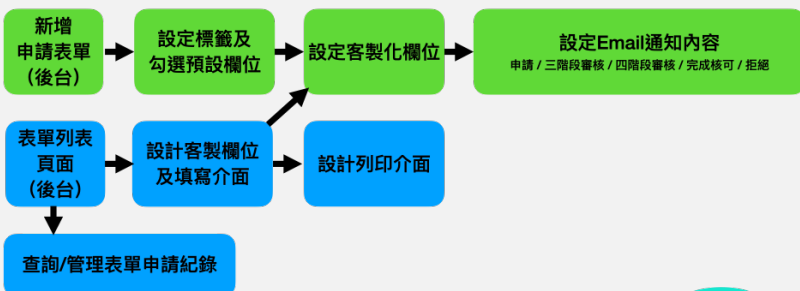 新增
申請表單
（後台）
設定標籤及
勾選預設欄位
設定客製化欄位
設定Email通知內容
申請 / 三階段審核 / 四階段審核 / 完成核可 / 拒絕
表單列表
頁面
（後台）
設計客製欄位
及填寫介面
設計列印介面
查詢/管理表單申請紀錄